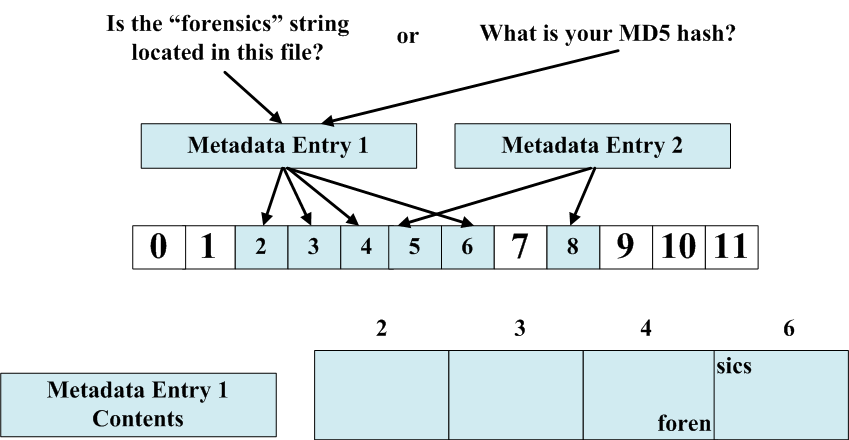 Is the “forensics” string
located in this file?
or
What is your MD5 hash?
Metadata Entry 1
Metadata Entry 2
0 1 2 3 4 5 6 7 8 9 10 11
2 3 4 6
Metadata Entry 1
Contents
sics
foren